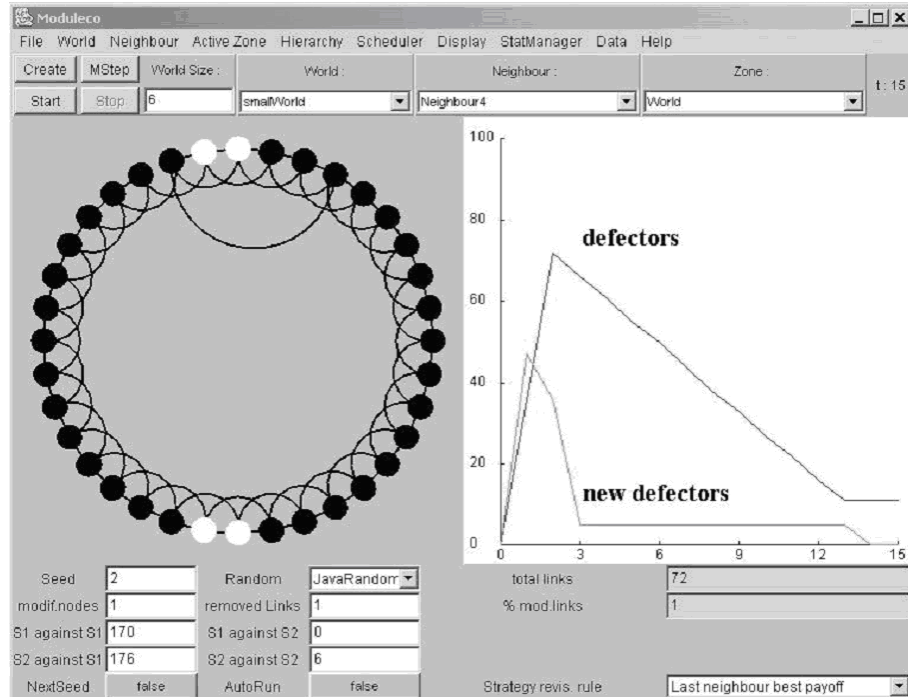 Moduleco
File World Neighbour Active Zone Hierarchy Scheduler Display StatManager Data Help
Create MStep World Size : World : Neighbour : Zone : t : 15
Start Stop 6 smallWorld Neighbour4 World
100
80
60
40
20
0
defectors
new defectors
0 3 6 9 12 15
Seed 2 Random JavaRandom total links 72
modif.nodes 1 removed Links 1 % mod.links 1
S1 against S1 170 S1 against S2 0
S2 against S1 176 S2 against S2 6
NextSeed false AutoRun false Strategy revis. rule Last neighbour best payoff